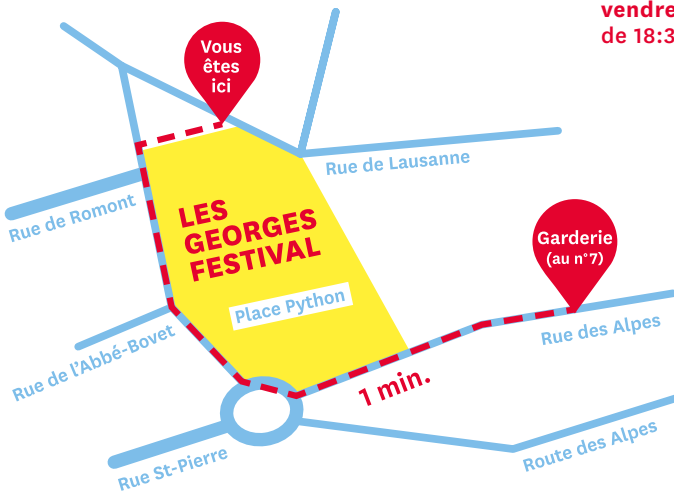 vendre
de 18:3
Vous
êtes
ici
Rue de Lausanne
Rue de Romont
LES
GEORGES
FESTIVAL
Garderie
(au n°7)
Place Python
Rue des Alpes
Rue de l'Abbé-Bovet
1 min.
Route des Alpes
Rue St-Pierre